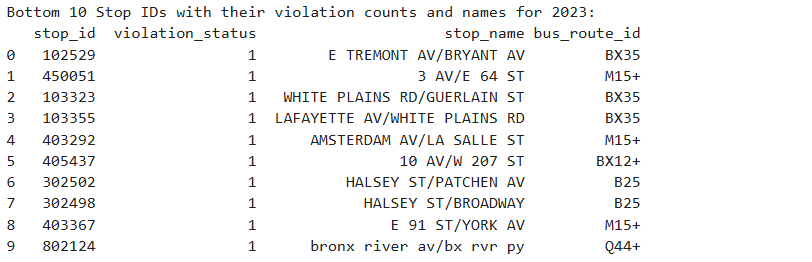 Bottom 10 Stop IDs with their violation counts and names for 2023:
stop_id violation_status stop_name bus_route_id
0 102529 1 E TREMONT AV/BRYANT AV BX35
1 450051 1 3 AV/E 64 ST M15+
2 103323 1 WHITE PLAINS RD/GUERLAIN ST BX35
3 103355 1 LAFAYETTE AV/WHITE PLAINS RD BX35
4 403292 1 AMSTERDAM AV/LA SALLE ST M15+
5 405437 1 10 AV/W 207 ST BX12+
6 302502 1 HALSEY ST/PATCHEN AV B25
7 302498 1 HALSEY ST/BROADWAY B25
8 403367 1 E 91 ST/YORK AV M15+
9 802124 1 bronx river av/bx rvr py Q44+